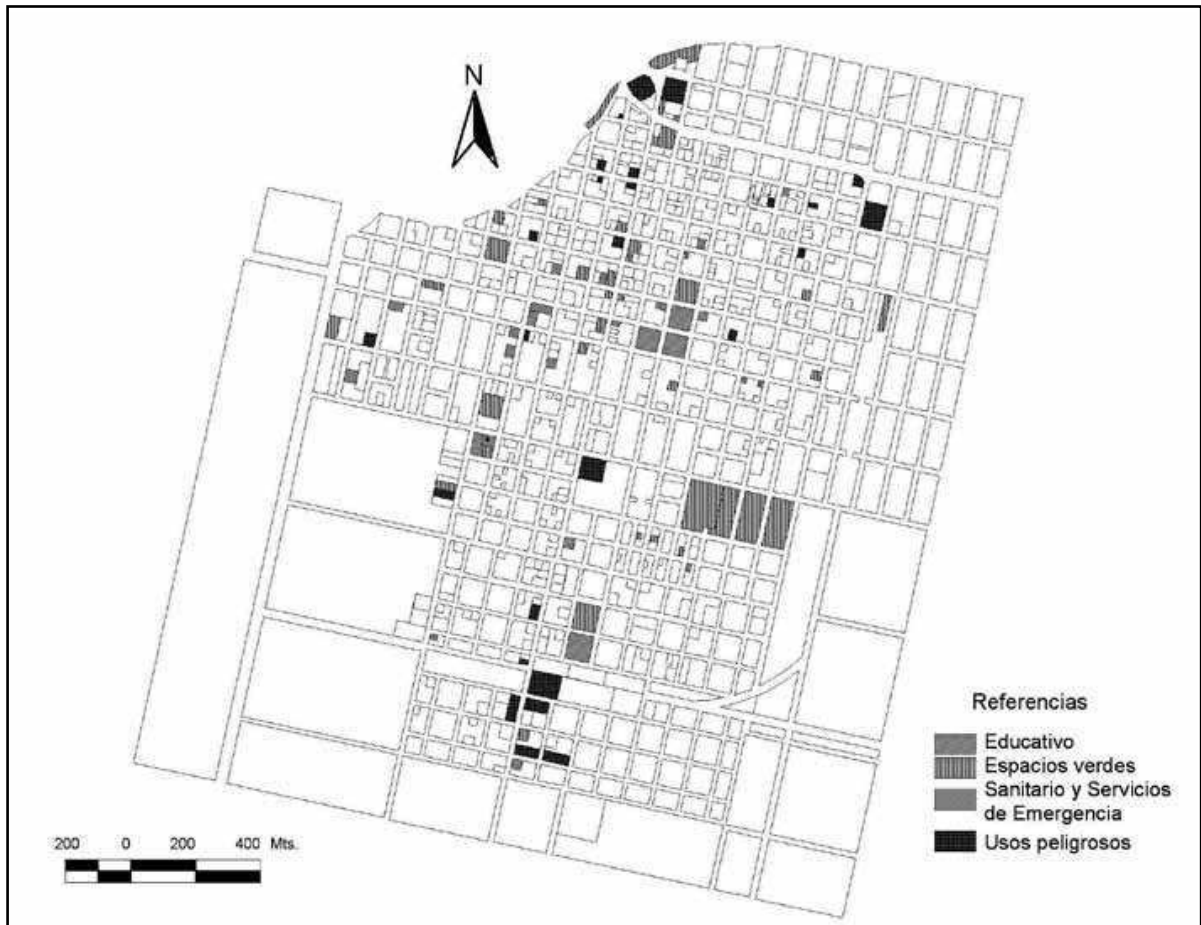 N
Referencias
Educativo
Espacios verdes
Sanitario y Servicios
de Emergencia
Usos peligrosos
200 0 200 400 Mts.